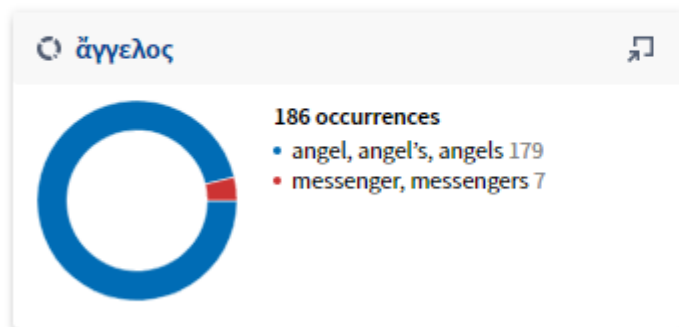 ἄγγελος
186 occurrences
angel, angel’s, angels 179
messenger, messengers 7